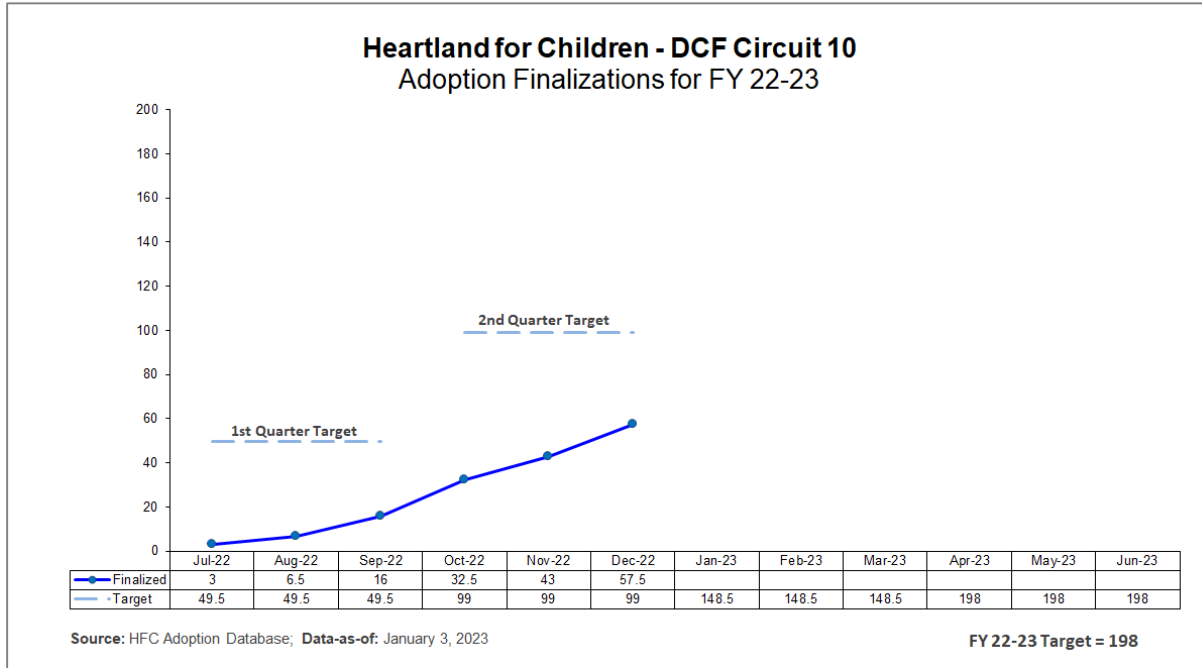 Heartland for Children - DCF Circuit 10
Adoption Finalizations for FY 22-23
200
180
160
140
120
100
80
60
40
20
0
2nd Quarter Target
1st Quarter Target
Jul-22 Aug-22 Sep-22 Oct-22 Nov-22 Dec-22 Jan-23 Feb-23 Mar-23 Apr-23 May-23 Jun-23
Finalized 3 6.5 16 32.5 43 57.5
Target 49.5 49.5 49.5 99 99 99 148.5 148.5 148.5 198 198 198
Source: HFC Adoption Database; Data-as-of: January 3, 2023
FY 22-23 Target = 198